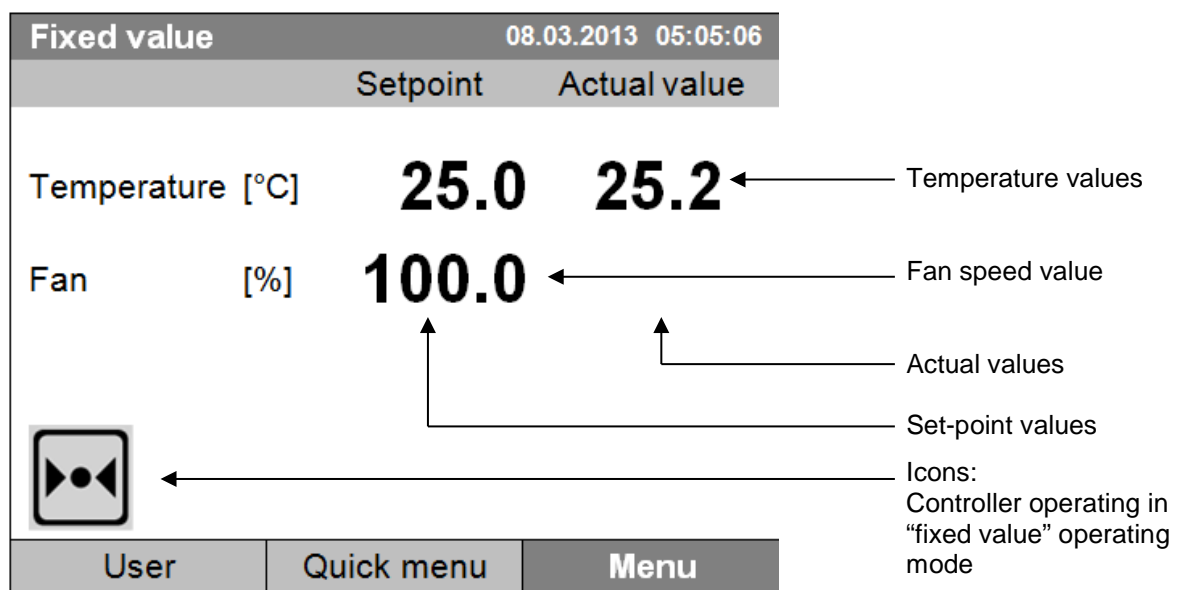 Fixed value 08.03.2013 05:05:06
Setpoint Actual value
Temperature [°C] 25.0 25.2
Temperature values
Fan [%] 100.0
Fan speed value
Actual values
Set-point values
Icons:
Controller operating in
“fixed value” operating
mode
User Quick menu Menu